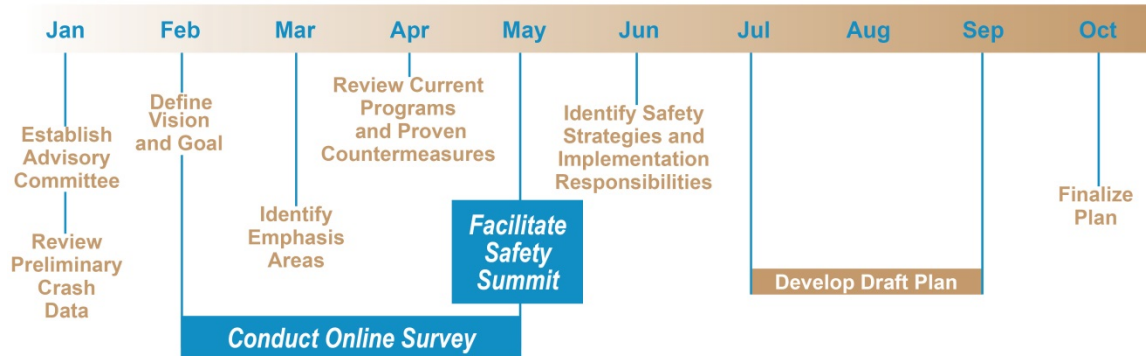 Jan Feb Mar Apr May Jun Jul Aug Sep Oct
Establish
Advisory
Committee
Review
Preliminary
Crash
Data
Define
Vision
and Goal
Identify
Emphasis
Areas
Review Current
Programs
and Proven
Countermeasures
Facilitate
Safety
Summit
Conduct Online Survey
Identify Safety
Strategies and
Implementation
Responsibilities
Develop Draft Plan
Finalize
Plan